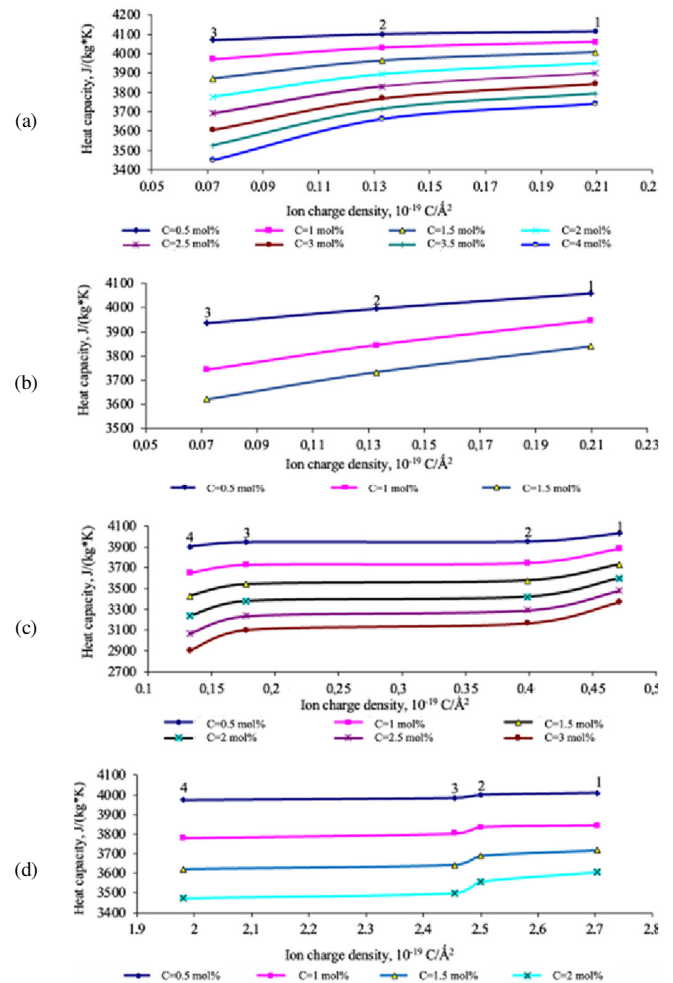 (a)
Heat capacity, J/(kg*K)
4200
4100
4000
3900
3800
3700
3600
3500
3400
3
2
1
0.05 0.07 0.09 0.11 0.13 0.15 0.17 0.19 0.21 0,2
Ion charge density, 10⁻¹⁹ C/Å²
C=0.5 mol% C=1 mol% C=1.5 mol% C=2 mol%
C=2.5 mol% C=3 mol% C=3.5 mol% C=4 mol%
(b)
Heat capacity, J/(kg*K)
4100
4000
3900
3800
3700
3600
3500
3
2
1
0,05 0,07 0,09 0,11 0,13 0,15 0,17 0,19 0,21 0,23
Ion charge density, 10⁻¹⁹ C/Å²
C=0.5 mol% C=1 mol% C=1.5 mol%
(c)
Heat capacity, J/(kg*K)
4100
3900
3700
3500
3300
3100
2900
2700
4
3
2
1
0.1 0,15 0,2 0,25 0,3 0,35 0.4 0,45 0,5
Ion charge density, 10⁻¹⁹ C/Å²
C=0.5 mol% C=1 mol% C=1.5 mol%
C=2 mol% C=2.5 mol% C=3 mol%
(d)
Heat capacity, J/(kg*K)
4100
4000
3900
3800
3700
3600
3500
3400
4
3
2
1
1.9 2 2,1 2,2 2,3 2,4 2,5 2,6 2,7 2,8
Ion charge density, 10⁻¹⁹ C/Å²
C=0.5 mol% C=1 mol% C=1.5 mol% C=2 mol%